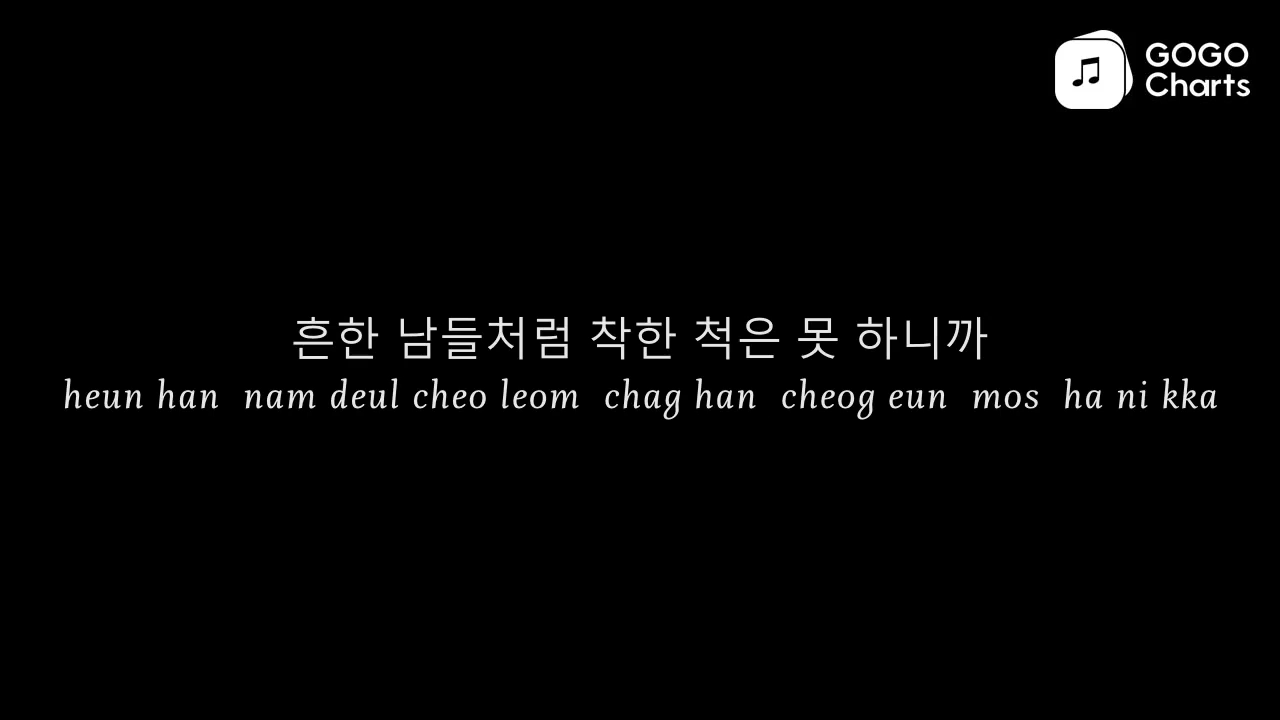 GOGO
Charts
흔한 남들처럼 착한 척은 못 하니까
heun han nam deul cheo leom chag han cheog eun mos ha ni kka